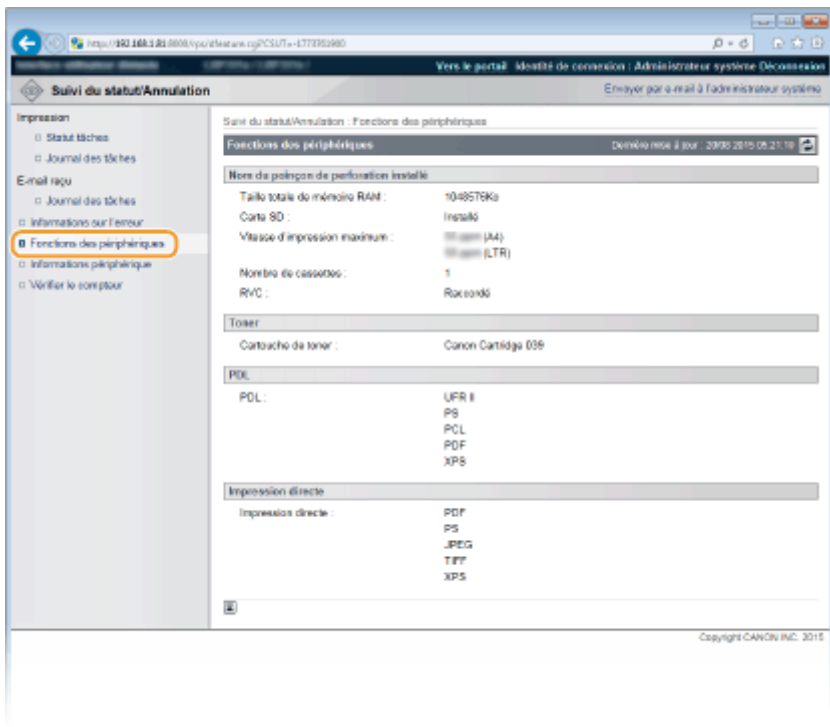 Vers le portail Identité de connexion : Administrateur système Déconnexion
Suivi du statut/Annulation
Envoyer par e-mail à l'administrateur système
Impression
Statut tâches
Journal des tâches
E-mail reçu
Journal des tâches
Informations sur l'erreur
Fonctions des périphériques
Informations périphérique
Vérifier le compteur
Suivi du statut/Annulation : Fonctions des périphériques
Fonctions des périphériques
Dernière mise à jour : 20/08 2015 05:21:10
Nom du poinçon de perforation installé
Taille totale de mémoire RAM : 1048576Ko
Carte SD : Installé
Vitesse d'impression maximum : (A4)
(LTR)
Nombre de cassettes : 1
RVC : Raccordé
Toner
Cartouche de toner : Canon Cartridge 039
PDL
PDL : UFR II
PS
PCL
PDF
XPS
Impression directe
Impression directe : PDF
PS
JPEG
TIFF
XPS
Copyright CANON INC. 2015